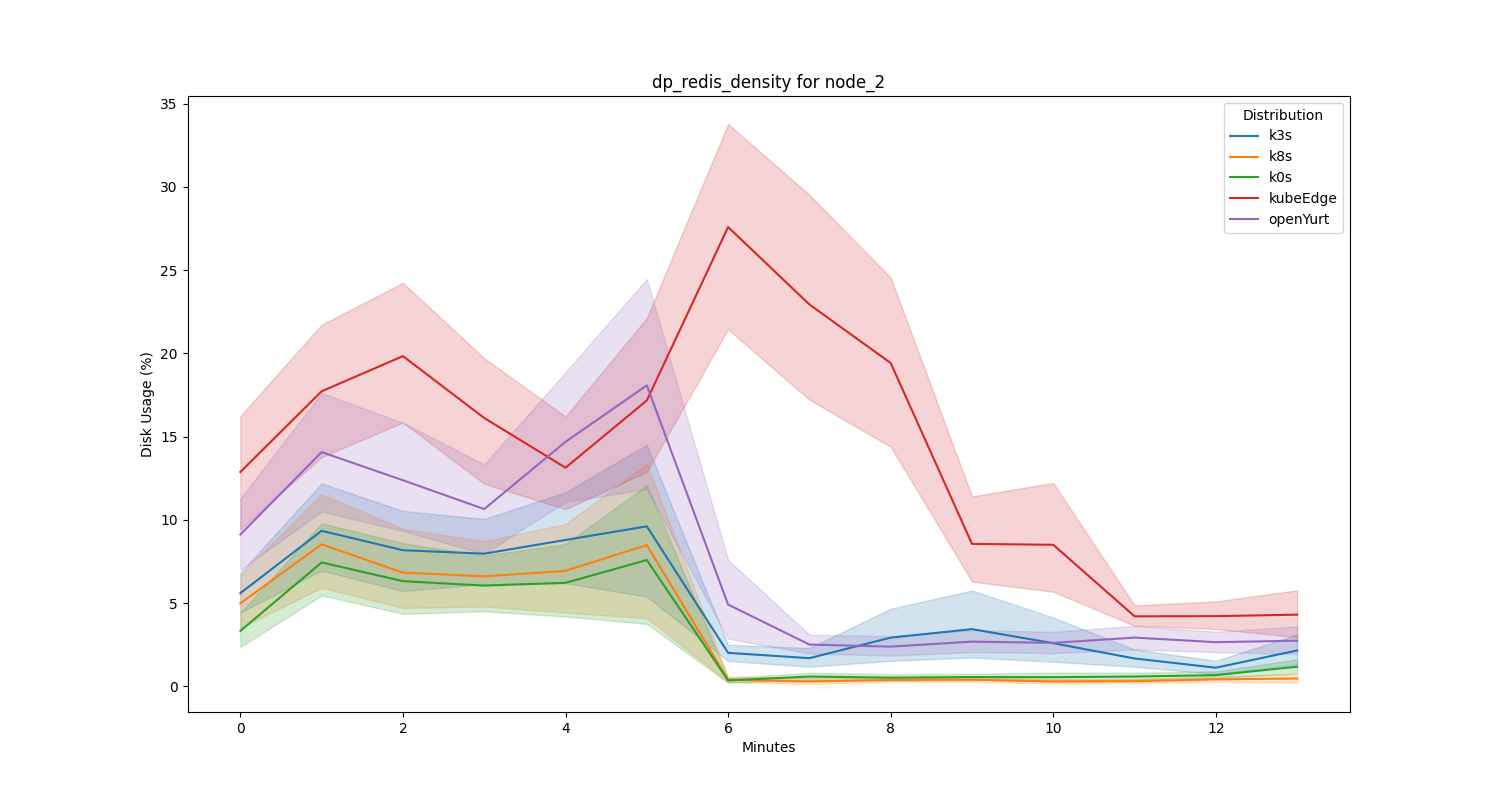 dp_redis_density for node_2
Distribution
k3s
k8s
k0s
kubeEdge
openYurt
Disk Usage (%)
35
30
25
20
15
10
5
0
0 2 4 6 8 10 12
Minutes